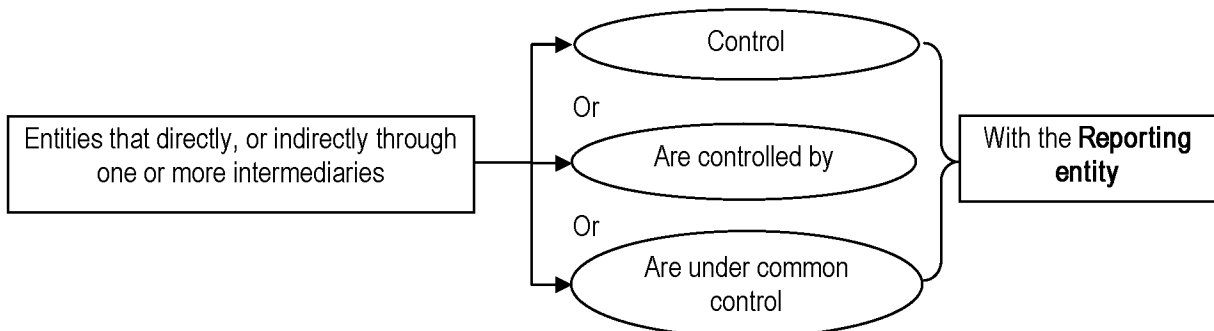 Entities that directly, or indirectly through
one or more intermediaries
Control
Or
Are controlled by
Or
Are under common
control
With the Reporting
entity